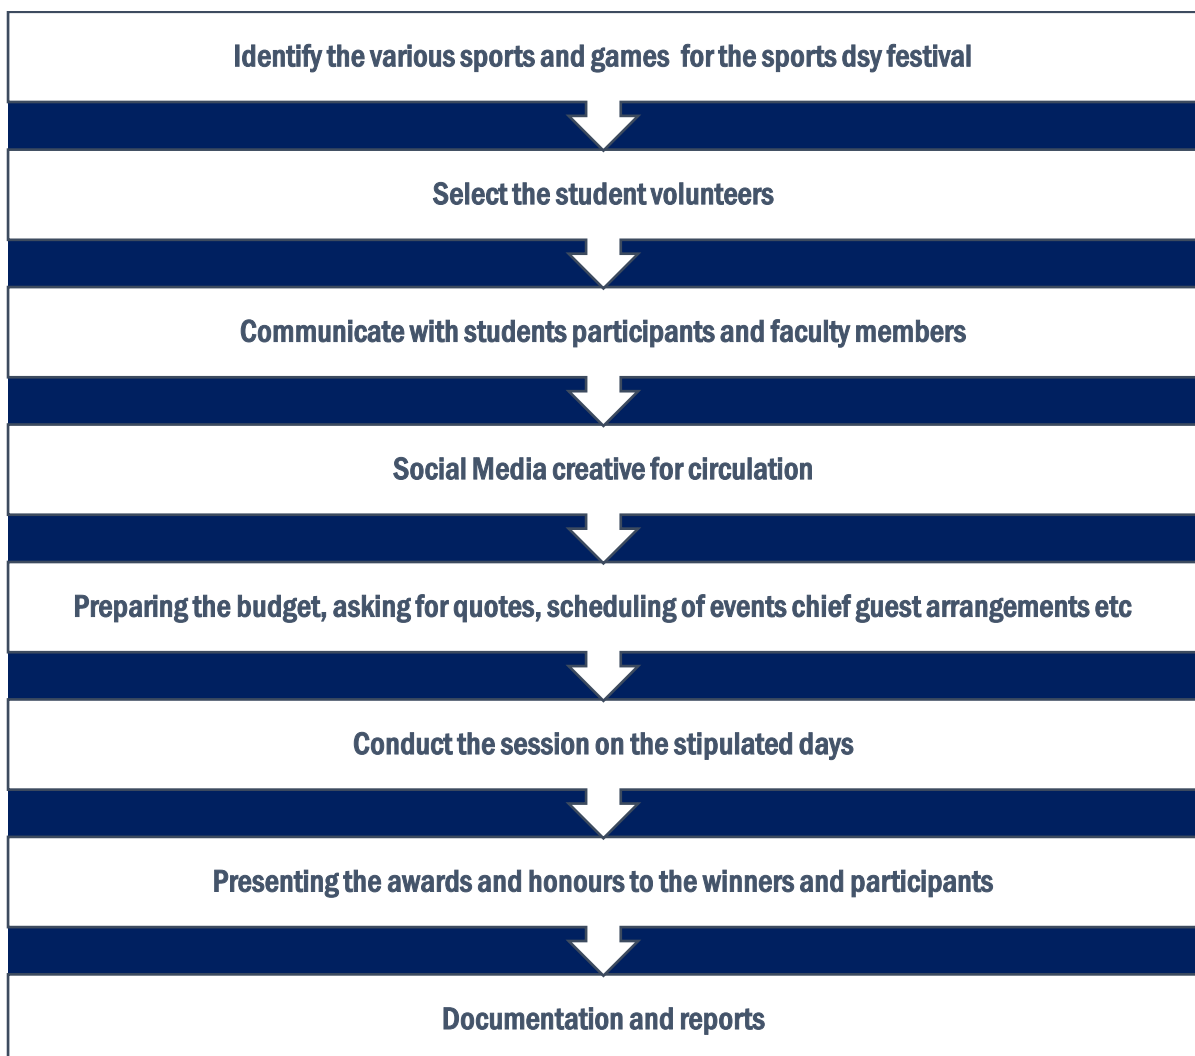 Identify the various sports and games  for the sports dsy festival
Select the student volunteers
Communicate with students participants and faculty members
Social Media creative for circulation
Preparing the budget, asking for quotes, scheduling of events chief guest arrangements etc
Conduct the session on the stipulated days
Presenting the awards and honours to the winners and participants
Documentation and reports